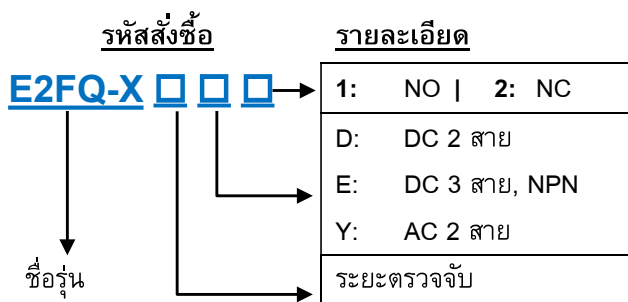 รหัสสั่งซื้อ รายละเอียด
E2FQ-X □ □ □
1: NO | 2: NC
D: DC 2 สาย
E: DC 3 สาย, NPN
Y: AC 2 สาย
ชื่อรุ่น ระยะตรวจจับ